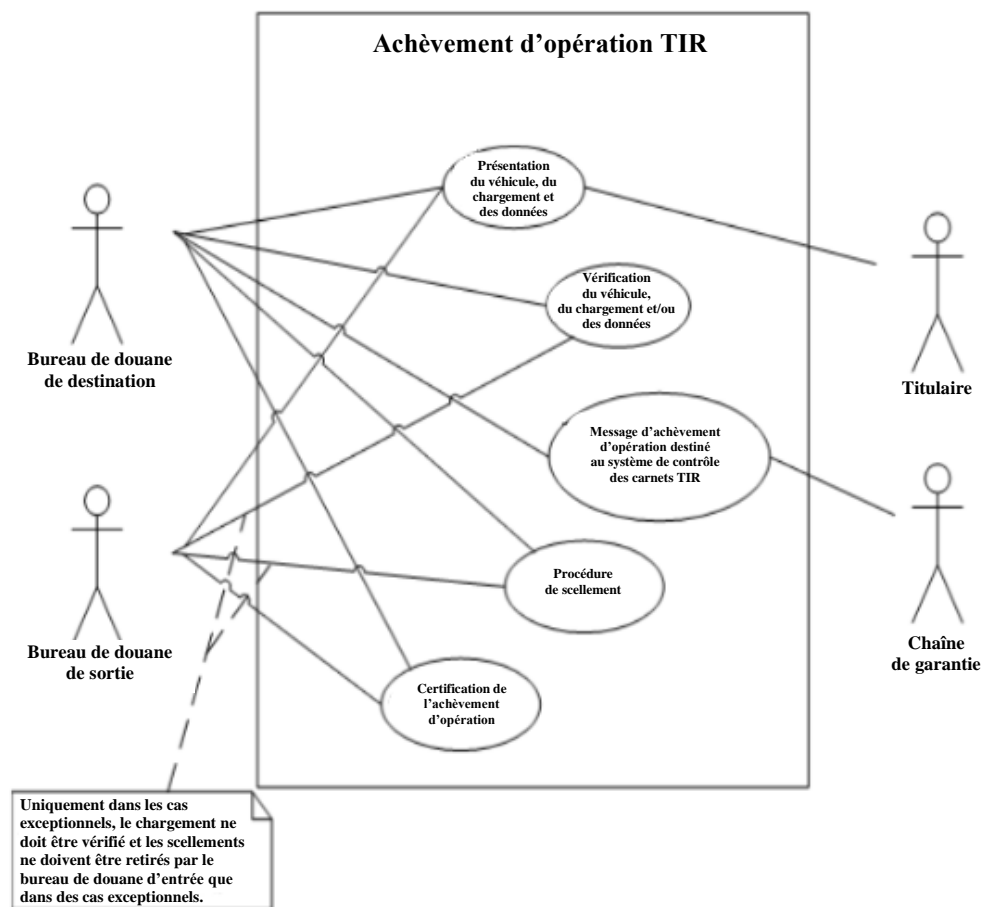 Achèvement d’opération TIR
Présentation
du véhicule, du
chargement et
des données
Vérification
du véhicule,
du chargement et/ou
des données
Bureau de douane
de destination
Titulaire
Message d’achèvement
d’opération destiné
au système de contrôle
des carnets TIR
Procédure
de scellement
Bureau de douane
de sortie
Chaîne
de garantie
Certification de
l’achèvement
d’opération
Uniquement dans les cas
exceptionnels, le chargement ne
doit être vérifié et les scellements
ne doivent être retirés par le
bureau de douane d’entrée que
dans des cas exceptionnels.